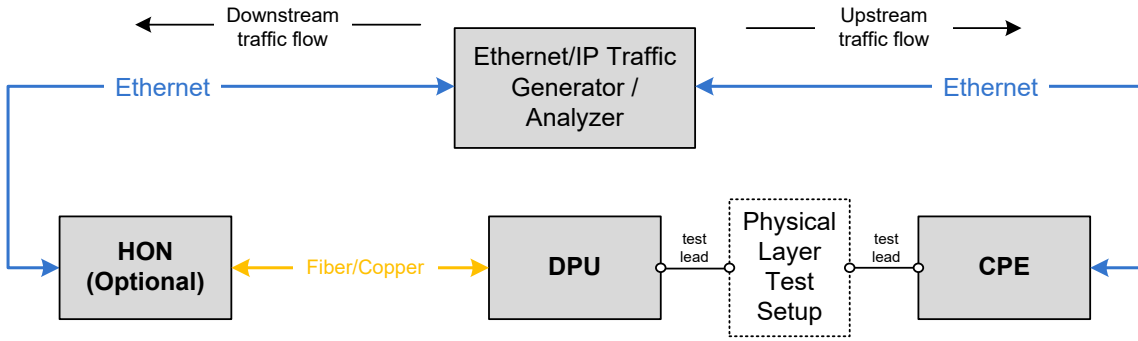 Downstream
traffic flow
Upstream
traffic flow
Ethernet/IP Traffic
Generator /
Analyzer
Ethernet
Ethernet
HON
(Optional)
Fiber/Copper
DPU
test
lead
Physical
Layer
Test
Setup
test
lead
CPE